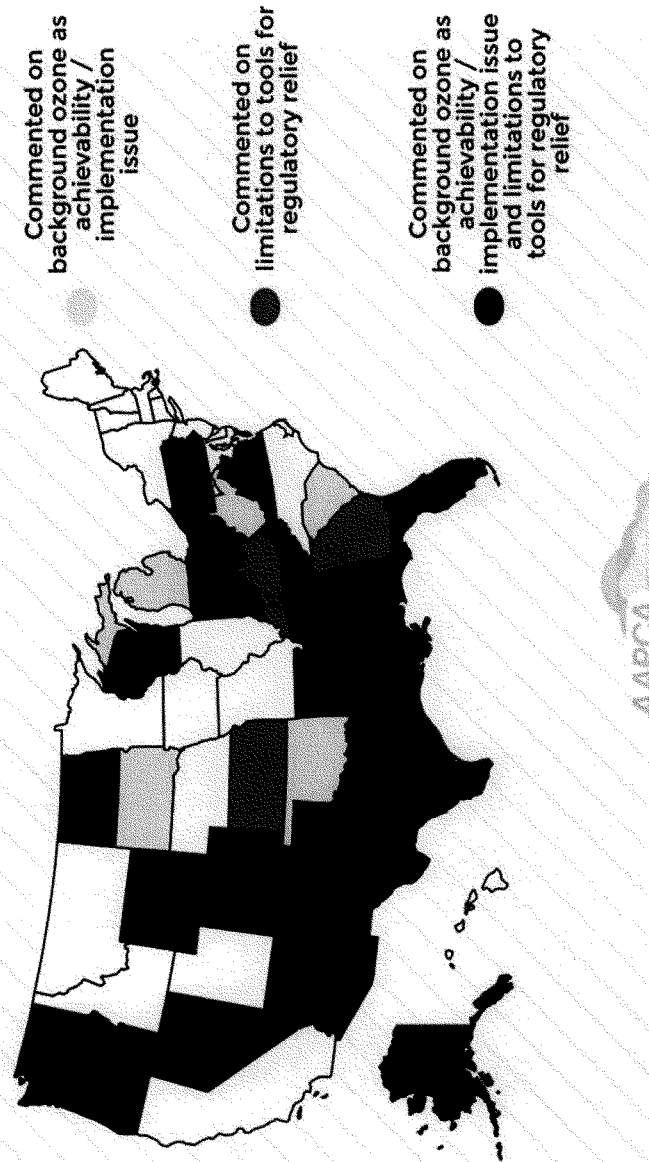 Commented on
background ozone as
achievability /
implementation
issue
Commented on
limitations to tools for
regulatory relief
Commented on
background ozone as
achievability /
implementation issue
and limitations to
tools for regulatory
relief
AAPCA